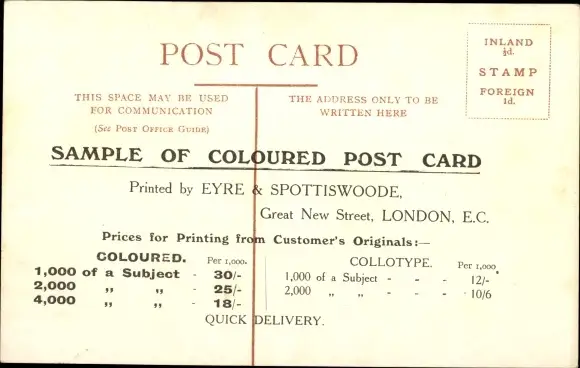 POST CARD
INLAND
½d.
STAMP
FOREIGN
1d.
THIS SPACE MAY BE USED
FOR COMMUNICATION
(See POST OFFICE GUIDE)
THE ADDRESS ONLY TO BE
WRITTEN HERE
SAMPLE OF COLOURED POST CARD
Printed by EYRE & SPOTTISWOODE,
Great New Street, LONDON, E.C.
Prices for Printing from Customer's Originals:—
COLOURED. Per 1,000.
1,000 of a Subject - 30/-
2,000 „ „ - 25/-
4,000 „ „ - 18/-
COLLOTYPE. Per 1,000.
1,000 of a Subject - - - 12/-
2,000 „ „ - - - 10/6
QUICK DELIVERY.